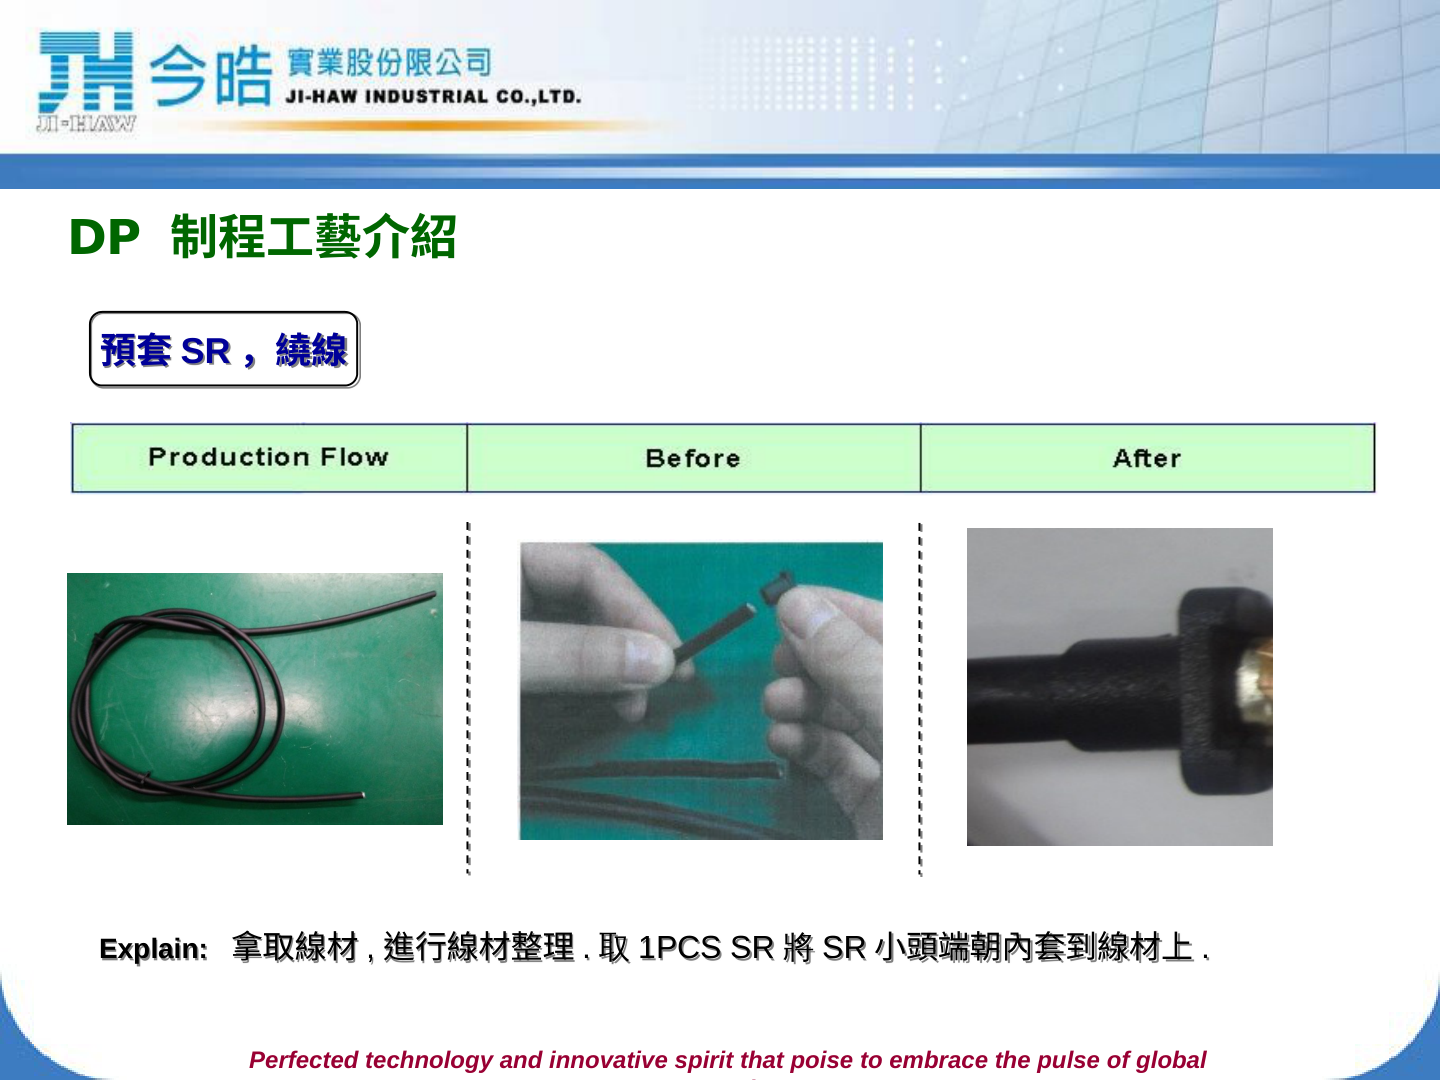 今皓 實業股份限公司
JI-HAW INDUSTRIAL CO.,LTD.
JI-HAW
DP 制程工藝介紹
預套 SR ，繞線
Production Flow
Before
After
Explain: 拿取線材 , 進行線材整理 . 取 1PCS SR 將 SR 小頭端朝內套到線材上 .
Perfected technology and innovative spirit that poise to embrace the pulse of global